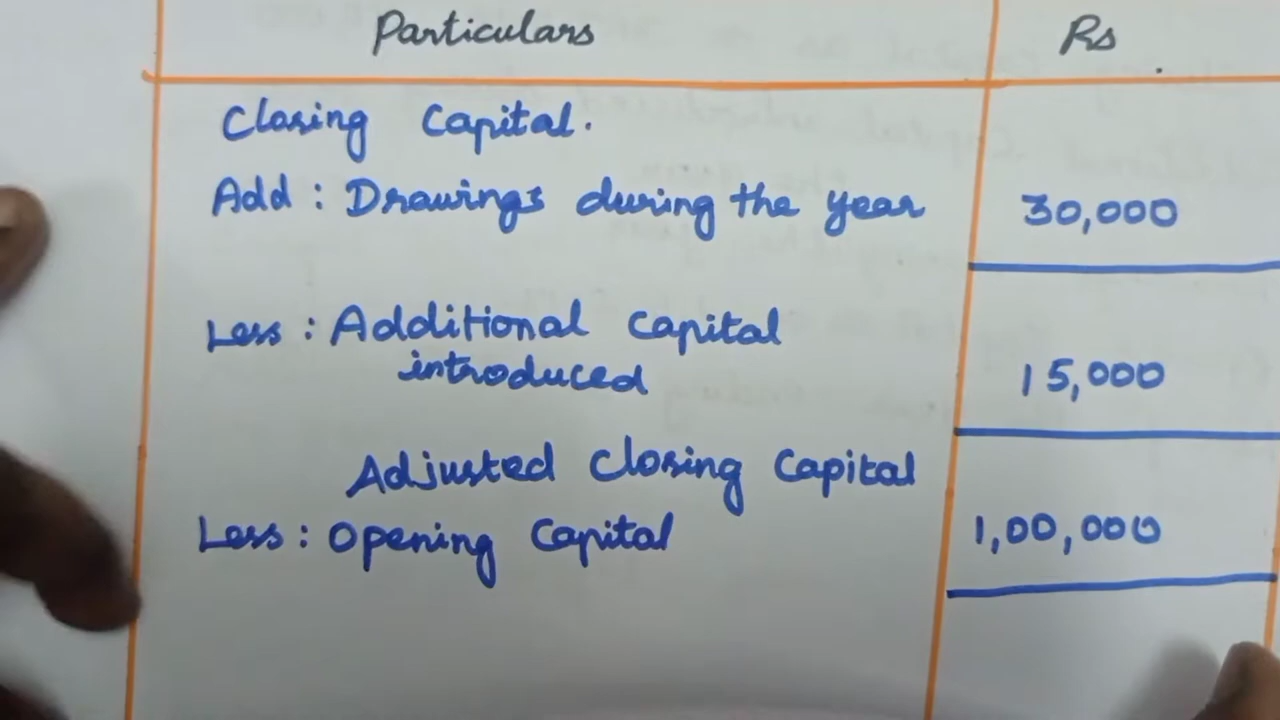 Particulars Rs
Closing Capital.
Add : Drawings during the year 30,000
Less : Additional Capital
introduced 15,000
Adjusted Closing Capital
Less : Opening Capital 1,00,000